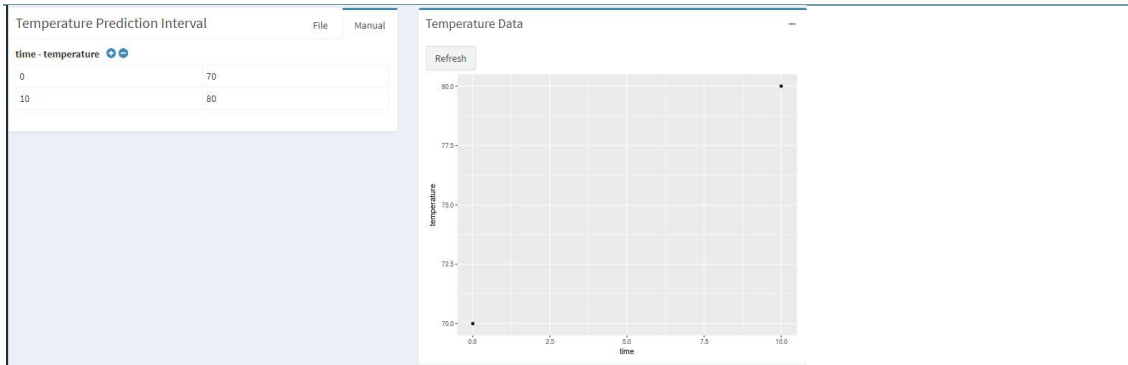 Temperature Prediction Interval File Manual
time - temperature
0 70
10 80
Temperature Data
Refresh
80.0
77.5
75.0
72.5
70.0
temperature
0.0 2.5 5.0 7.5 10.0
time